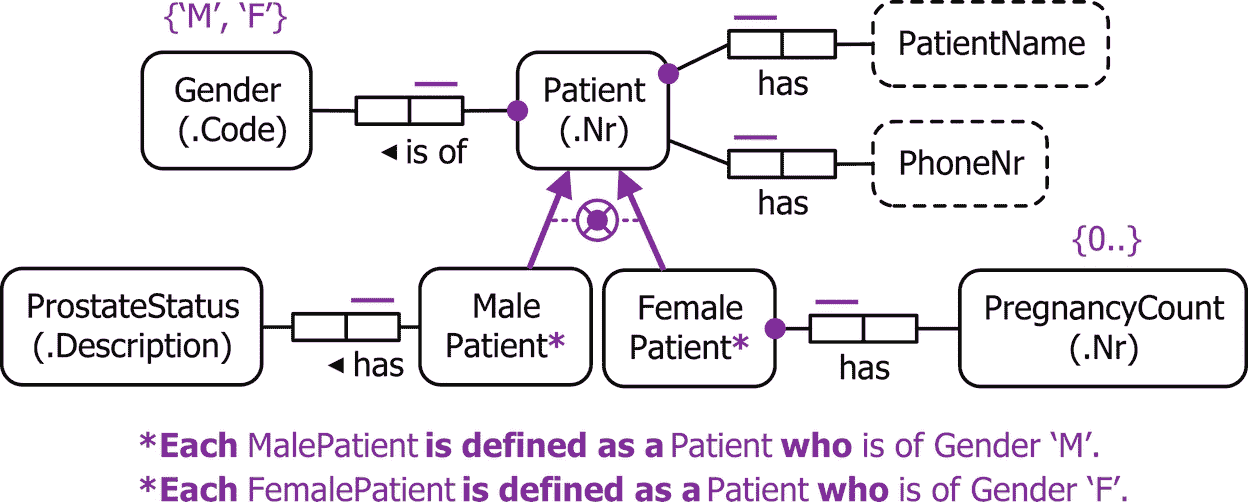 {‘M’, ‘F’}
Gender
(.Code)
◄ is of
Patient
(.Nr)
has
PatientName
has
PhoneNr
ProstateStatus
(.Description)
◄ has
Male
Patient*
Female
Patient*
has
{0..}
PregnancyCount
(.Nr)
*Each MalePatient is defined as a Patient who is of Gender ‘M’.
*Each FemalePatient is defined as a Patient who is of Gender ‘F’.